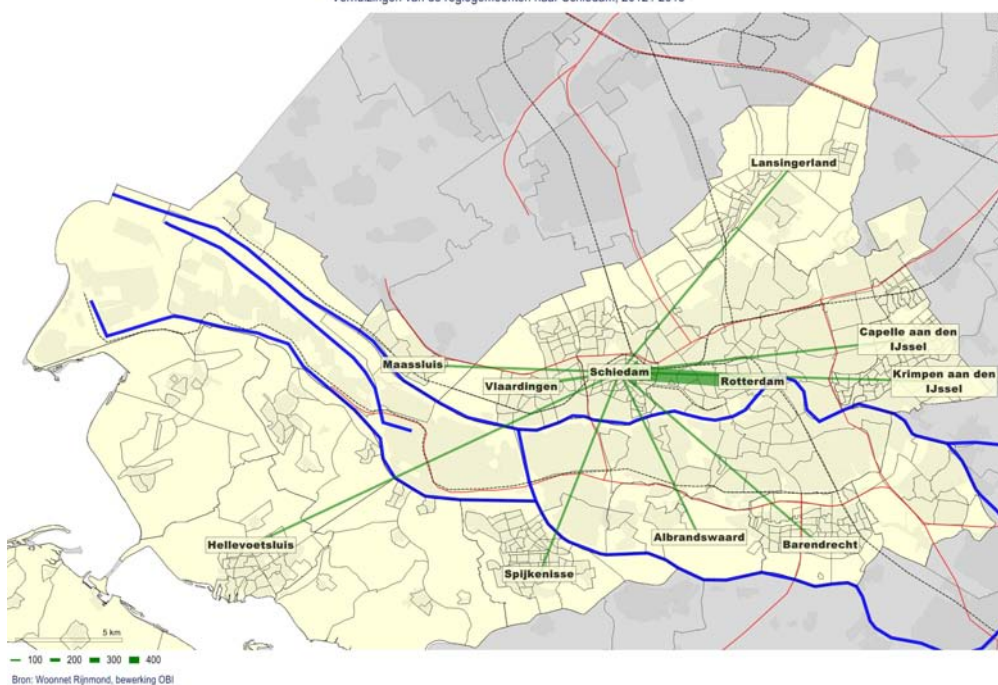 Lansingerland
Capelle aan den
IJssel
Maassluis
Schiedam
Krimpen aan den
IJssel
Vlaardingen
Rotterdam
Hellevoetsluis
Albrandswaard
Barendrecht
Spijkenisse
5 km
100 200 300 400
Bron: Woonnet Rijnmond, bewerking OBI